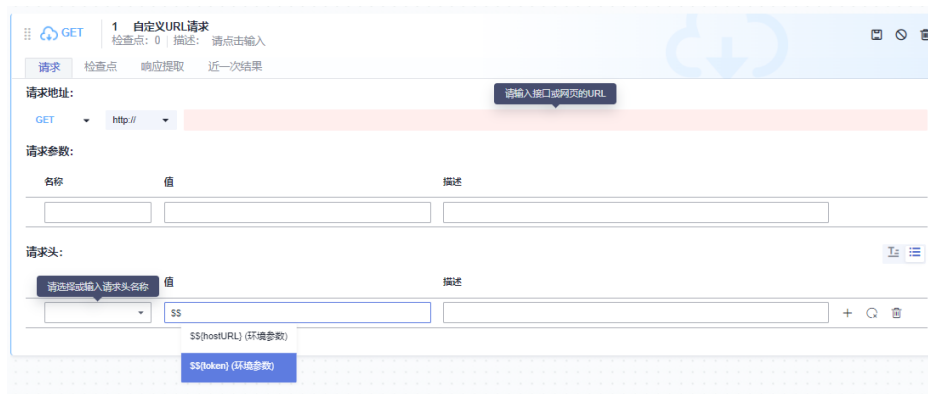 GET
1 自定义URL请求
检查点: 0 | 描述: 请点击输入
请求 检查点 响应提取 近一次结果
请求地址:
请输入接口或网页的URL
GET http://
请求参数:
名称 值 描述
请求头:
请选择或输入请求头名称 值 描述
$$
$${hostURL} (环境参数)
$${token} (环境参数)